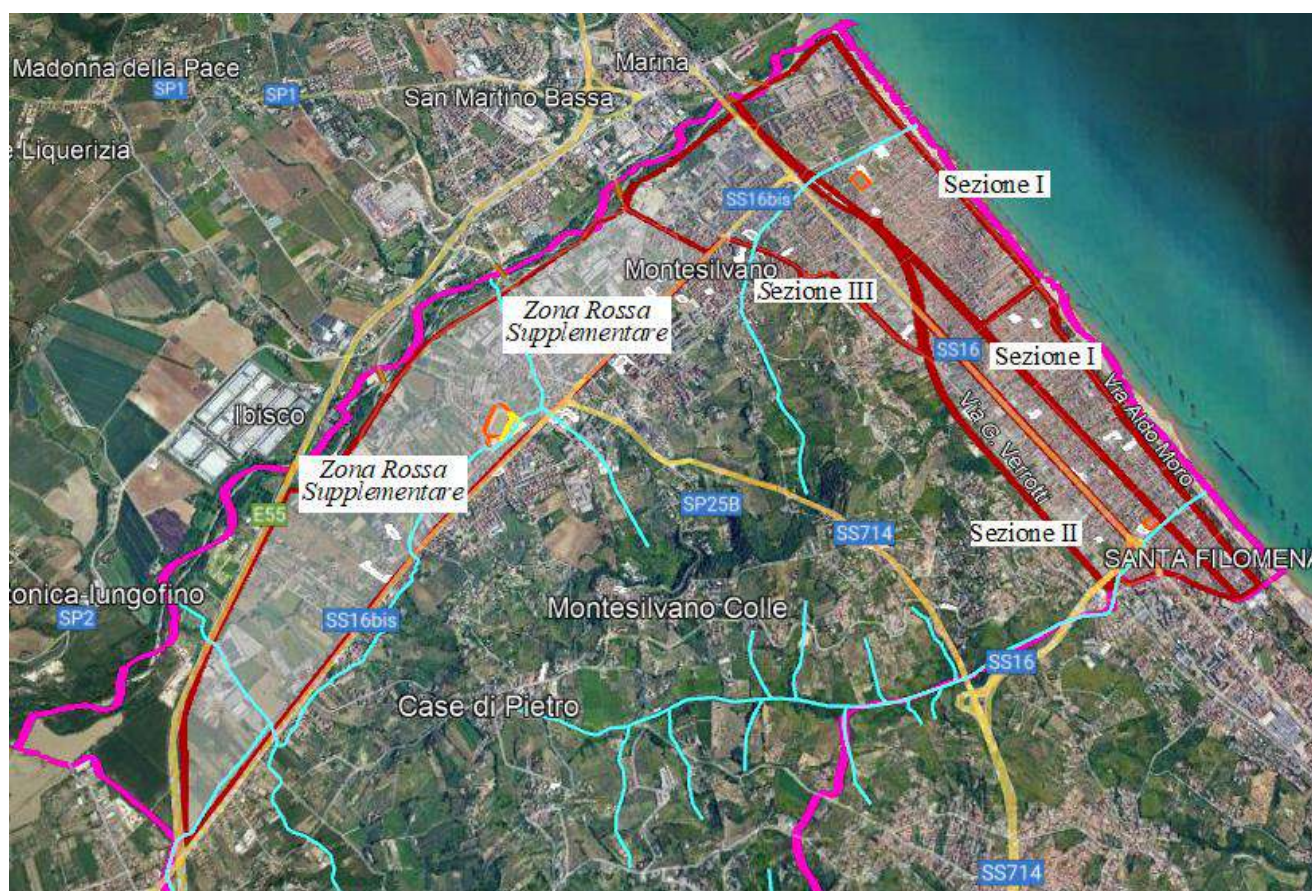 Marina
Madonna della Pace
SP1
SP1
San Martino Bassa
e Liquerizia
Sezione I
SS16bis
Montesilvano
Sezione III
Zona Rossa
Supplementare
SS16
Sezione I
Via Aldo Moro
Ibisco
Via G. Verrotti
Zona Rossa
Supplementare
E55
SP25B
SS714
Sezione II
SANTA FILOMENA
tonica-lungofino
SP2
SS16bis
Montesilvano Colle
SS16
Case di Pietro
SS714